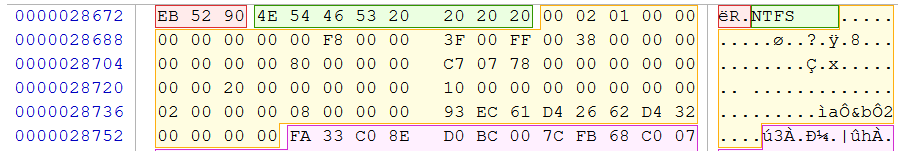 0000028672 EB 52 90 4E 54 46 53 20 20 20 20 00 02 01 00 00 ëR.NTFS .....
0000028688 00 00 00 00 00 F8 00 00 3F 00 FF 00 38 00 00 00 .....ø..?.ÿ.8...
0000028704 00 00 00 00 80 00 00 00 C7 07 78 00 00 00 00 00 ........Ç.x.....
0000028720 00 00 20 00 00 00 00 00 10 00 00 00 00 00 00 00 .. .............
0000028736 02 00 00 00 08 00 00 00 93 EC 61 D4 26 62 D4 32 .........ìaÔ&bÔ2
0000028752 00 00 00 00 FA 33 C0 8E D0 BC 00 7C FB 68 C0 07 ....ú3À.Ð¼.|ûhÀ.